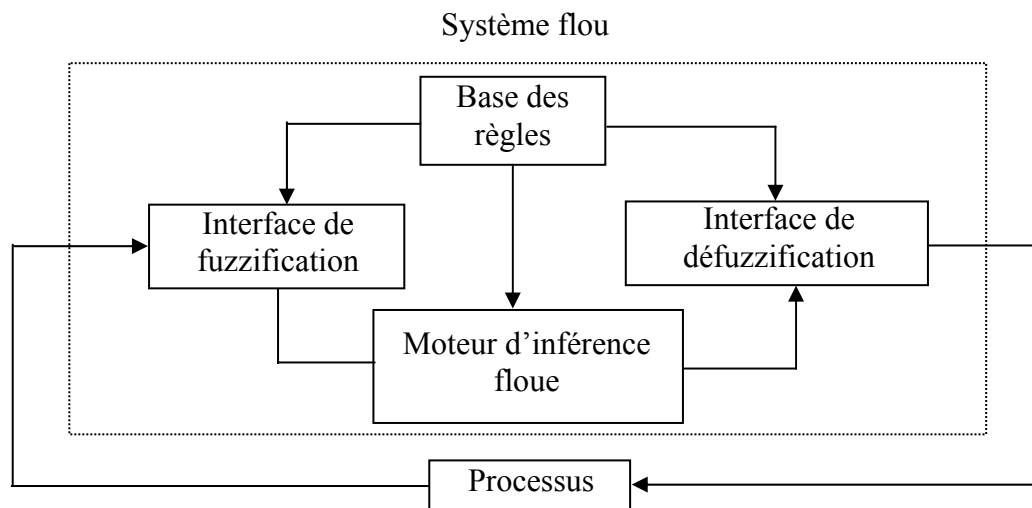 Système flou
Base des
règles
Interface de
fuzzification
Interface de
défuzzification
Moteur d’inférence
floue
Processus